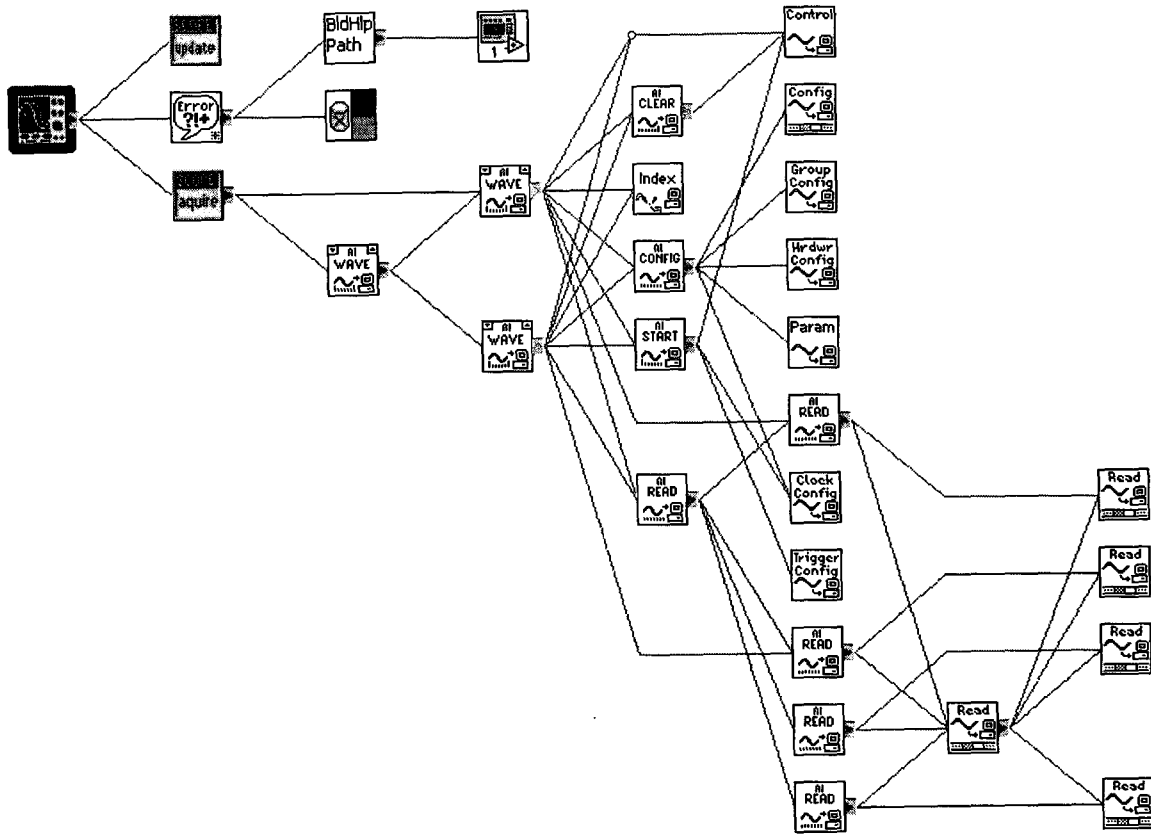 update
BldHlp
Path
1
Error
?!+
aquire
AI
WAVE
AI
WAVE
AI
WAVE
AI
CLEAR
Index
AI
CONFIG
AI
START
AI
READ
Control
Config
Group
Config
Hrdwr
Config
Param
AI
READ
Clock
Config
Trigger
Config
AI
READ
AI
READ
AI
READ
Read
Read
Read
Read
Read